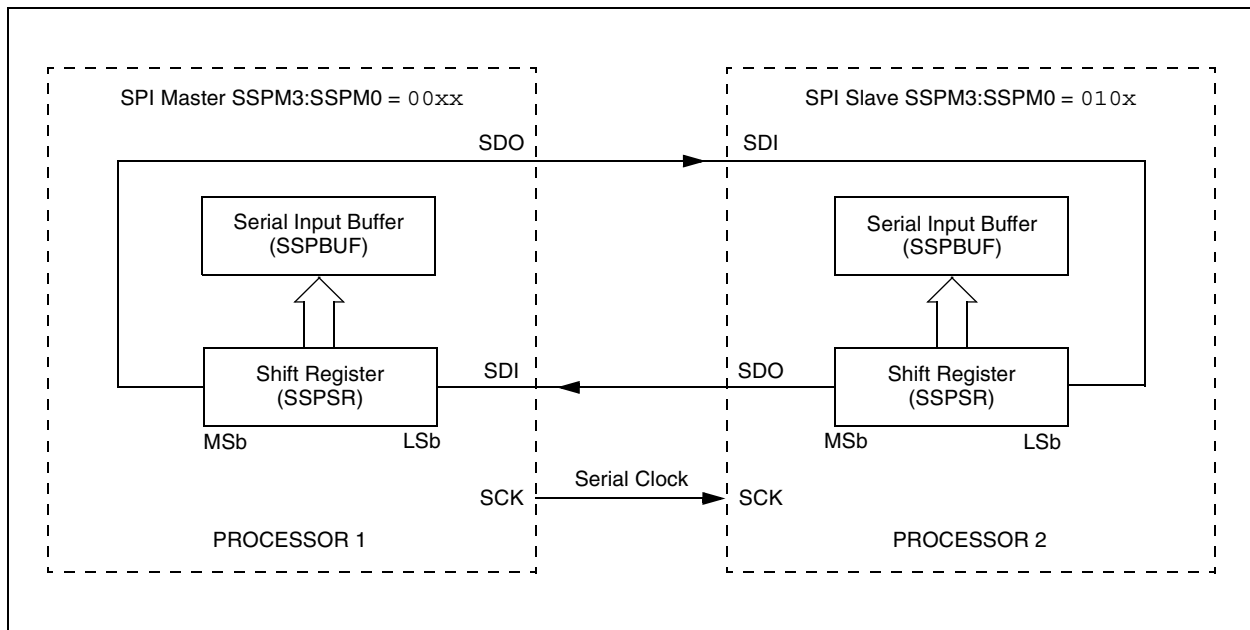 SPI Master SSPM3:SSPM0 = 00xx
SPI Slave SSPM3:SSPM0 = 010x
SDO
SDI
Serial Input Buffer
(SSPBUF)
Serial Input Buffer
(SSPBUF)
Shift Register
(SSPSR)
SDI
SDO
Shift Register
(SSPSR)
MSb
LSb
MSb
LSb
Serial Clock
SCK
SCK
PROCESSOR 1
PROCESSOR 2